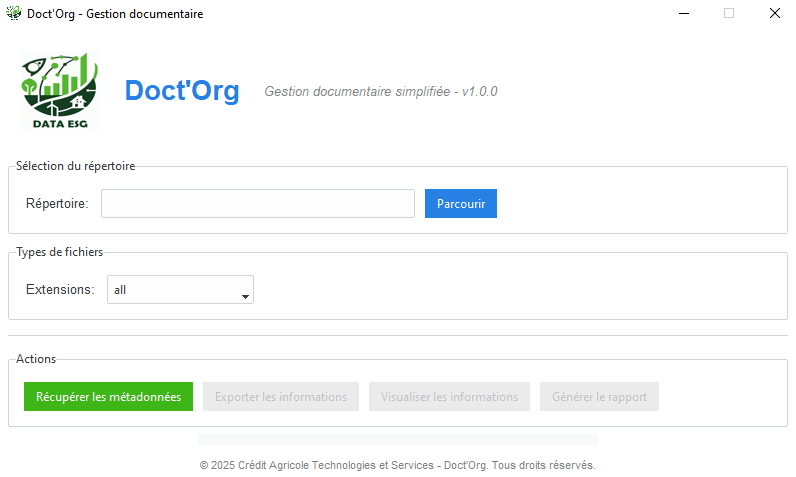 Doct'Org - Gestion documentaire
DATA ESG
Doct'Org
Gestion documentaire simplifiée - v1.0.0
Sélection du répertoire
Répertoire:
Parcourir
Types de fichiers
Extensions:
all
Actions
Récupérer les métadonnées
Exporter les informations
Visualiser les informations
Générer le rapport
© 2025 Crédit Agricole Technologies et Services - Doct'Org. Tous droits réservés.